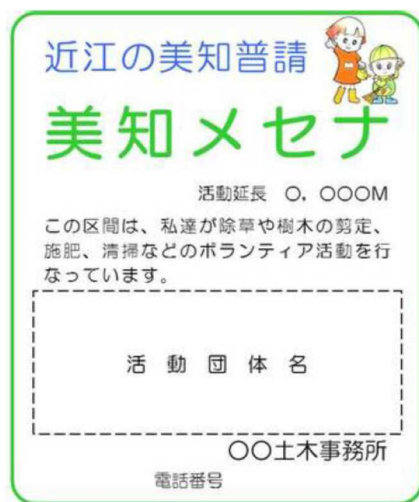 近江の美知普請
美知メセナ
活動延長　〇．〇〇〇M
この区間は、私達が除草や樹木の剪定、
施肥、清掃などのボランティア活動を行
なっています。
活動団体名
〇〇土木事務所
電話番号